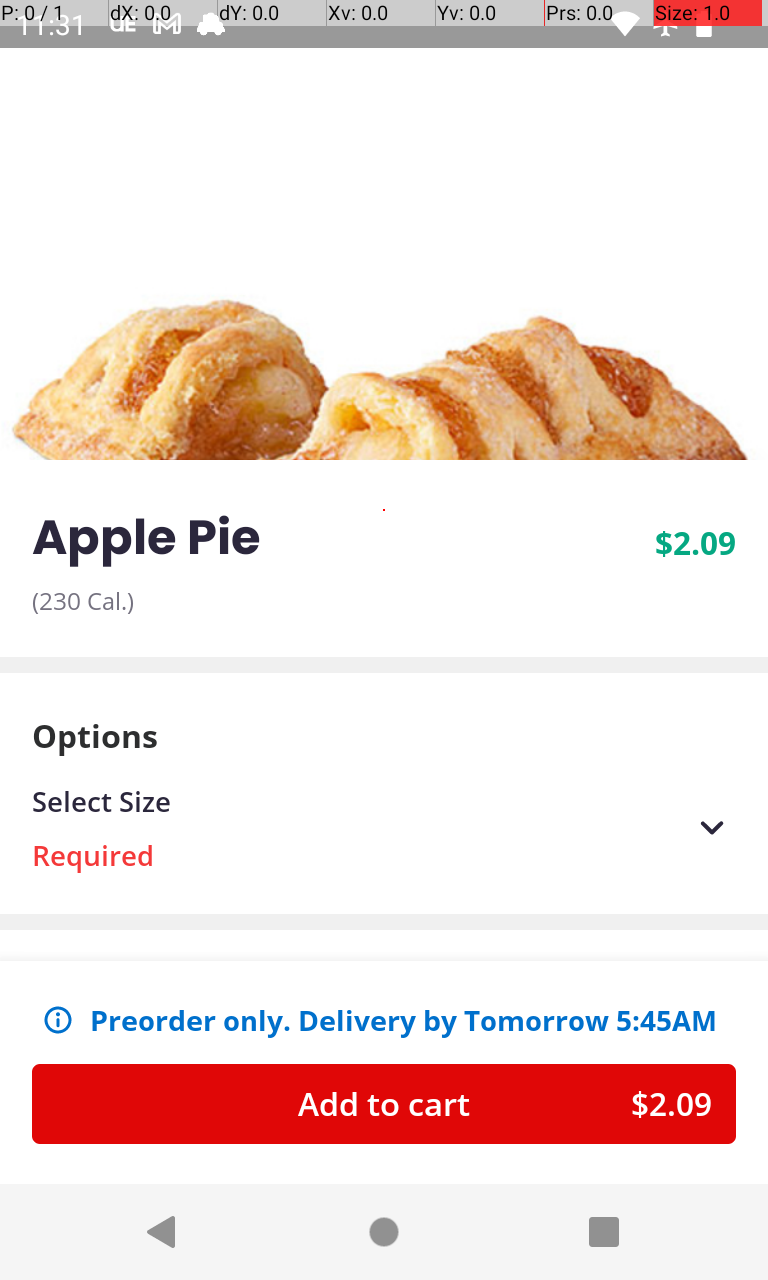 P: 0 / 1 dX: 0.0 dY: 0.0 Xv: 0.0 Yv: 0.0 Prs: 0.0 Size: 1.0
11:31
Apple Pie
$2.09
(230 Cal.)
Options
Select Size
Required
Preorder only. Delivery by Tomorrow 5:45AM
Add to cart $2.09